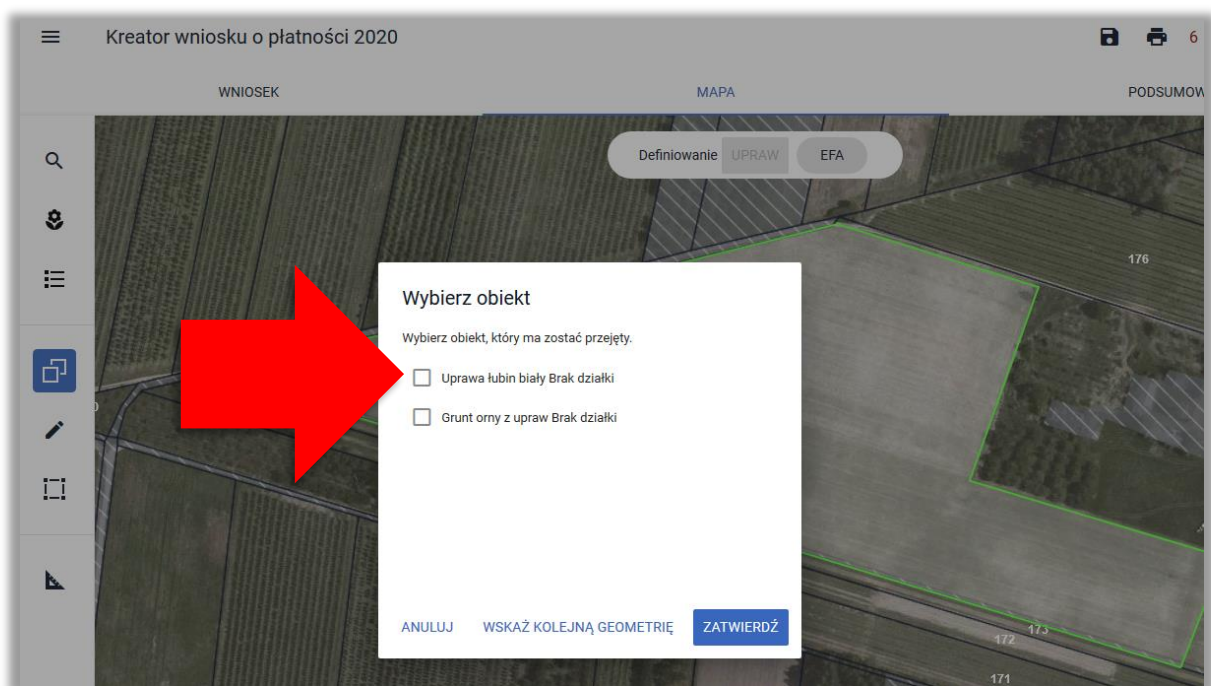 Kreator wniosku o płatności 2020
6
WNIOSEK
MAPA
PODSUMOW
Definiowanie UPRAW EFA
176
Wybierz obiekt
Wybierz obiekt, który ma zostać przejęty.
Uprawa łubin biały Brak działki
Grunt orny z upraw Brak działki
ANULUJ
WSKAŻ KOLEJNĄ GEOMETRIĘ
ZATWIERDŹ
173
172
171